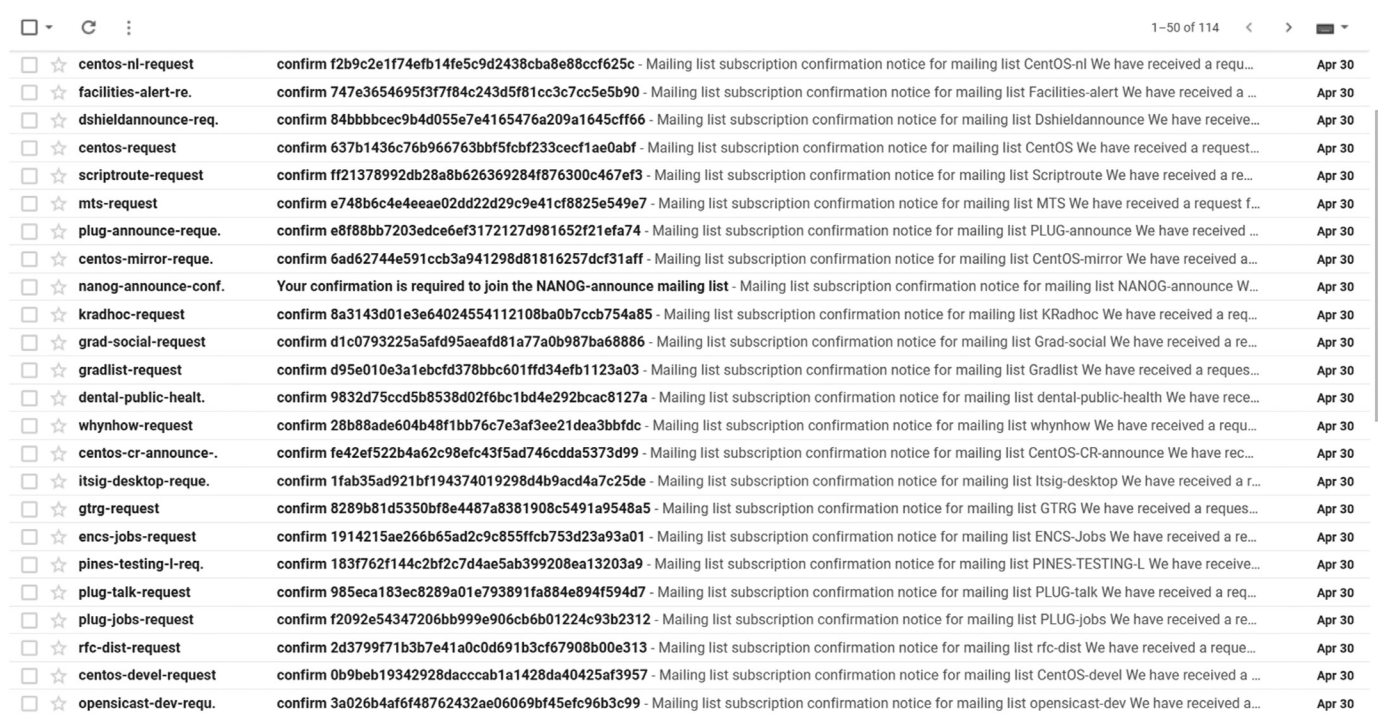 1–50 of 114
centos-nl-request confirm f2b9c2e1f74efb14fe5c9d2438cba8e88ccf625c - Mailing list subscription confirmation notice for mailing list CentOS-nl We have received a requ… Apr 30
facilities-alert-re. confirm 747e3654695f3f7f84c243d5f81cc3c7cc5e5b90 - Mailing list subscription confirmation notice for mailing list Facilities-alert We have received a … Apr 30
dshieldannounce-req. confirm 84bbbbcec9b4d055e7e4165476a209a1645cff66 - Mailing list subscription confirmation notice for mailing list Dshieldannounce We have receive… Apr 30
centos-request confirm 637b1436c76b966763bbf5fcbf233cecf1ae0abf - Mailing list subscription confirmation notice for mailing list CentOS We have received a request… Apr 30
scriptroute-request confirm ff21378992db28a8b626369284f876300c467ef3 - Mailing list subscription confirmation notice for mailing list Scriptroute We have received a re… Apr 30
mts-request confirm e748b6c4e4eeae02dd22d29c9e41cf8825e549e7 - Mailing list subscription confirmation notice for mailing list MTS We have received a request f… Apr 30
plug-announce-reque. confirm e8f88bb7203edce6ef3172127d981652f21efa74 - Mailing list subscription confirmation notice for mailing list PLUG-announce We have received … Apr 30
centos-mirror-reque. confirm 6ad62744e591ccb3a941298d81816257dcf31aff - Mailing list subscription confirmation notice for mailing list CentOS-mirror We have received a… Apr 30
nanog-announce-conf. Your confirmation is required to join the NANOG-announce mailing list - Mailing list subscription confirmation notice for mailing list NANOG-announce W… Apr 30
kradhoc-request confirm 8a3143d01e3e64024554112108ba0b7ccb754a85 - Mailing list subscription confirmation notice for mailing list KRadhoc We have received a req… Apr 30
grad-social-request confirm d1c0793225a5afd95aeafd81a77a0b987ba68886 - Mailing list subscription confirmation notice for mailing list Grad-social We have received a re… Apr 30
gradlist-request confirm d95e010e3a1ebcfd378bbc601ffd34efb1123a03 - Mailing list subscription confirmation notice for mailing list Gradlist We have received a reques… Apr 30
dental-public-healt. confirm 9832d75ccd5b8538d02f6bc1bd4e292bcac8127a - Mailing list subscription confirmation notice for mailing list dental-public-health We have rece… Apr 30
whynhow-request confirm 28b88ade604b48f1bb76c7e3af3ee21dea3bbfdc - Mailing list subscription confirmation notice for mailing list whynhow We have received a requ… Apr 30
centos-cr-announce-. confirm fe42ef522b4a62c98efc43f5ad746cdda5373d99 - Mailing list subscription confirmation notice for mailing list CentOS-CR-announce We have rec… Apr 30
itsig-desktop-reque. confirm 1fab35ad921bf194374019298d4b9acd4a7c25de - Mailing list subscription confirmation notice for mailing list Itsig-desktop We have received a r… Apr 30
gtrg-request confirm 8289b81d5350bf8e4487a8381908c5491a9548a5 - Mailing list subscription confirmation notice for mailing list GTRG We have received a reques… Apr 30
encs-jobs-request confirm 1914215ae266b65ad2c9c855ffcb753d23a93a01 - Mailing list subscription confirmation notice for mailing list ENCS-Jobs We have received a re… Apr 30
pines-testing-l-req. confirm 183f762f144c2bf2c7d4ae5ab399208ea13203a9 - Mailing list subscription confirmation notice for mailing list PINES-TESTING-L We have receive… Apr 30
plug-talk-request confirm 985eca183ec8289a01e793891fa884e894f594d7 - Mailing list subscription confirmation notice for mailing list PLUG-talk We have received a req… Apr 30
plug-jobs-request confirm f2092e54347206bb999e906cb6b01224c93b2312 - Mailing list subscription confirmation notice for mailing list PLUG-jobs We have received a re… Apr 30
rfc-dist-request confirm 2d3799f71b3b7e41a0c0d691b3cf67908b00e313 - Mailing list subscription confirmation notice for mailing list rfc-dist We have received a reque… Apr 30
centos-devel-request confirm 0b9beb19342928dacccab1a1428da40425af3957 - Mailing list subscription confirmation notice for mailing list CentOS-devel We have received a … Apr 30
opensicast-dev-requ. confirm 3a026b4af6f48762432ae06069bf45efc96b3c99 - Mailing list subscription confirmation notice for mailing list opensicast-dev We have received a… Apr 30